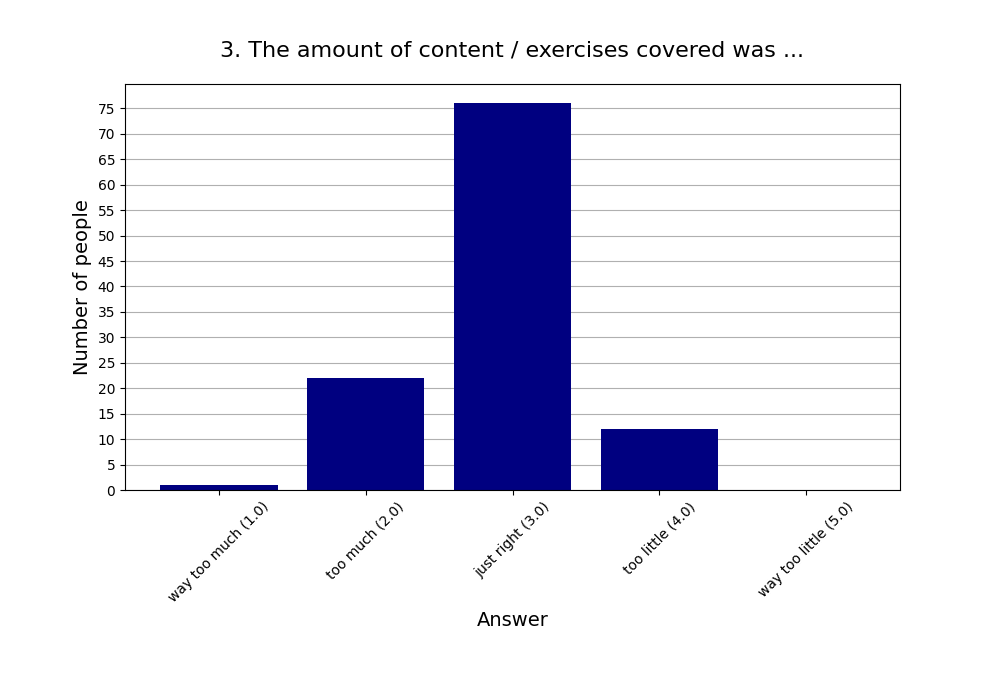 3. The amount of content / exercises covered was ...
Number of people
75
70
65
60
55
50
45
40
35
30
25
20
15
10
5
0
way too much (1.0)
too much (2.0)
just right (3.0)
too little (4.0)
way too little (5.0)
Answer